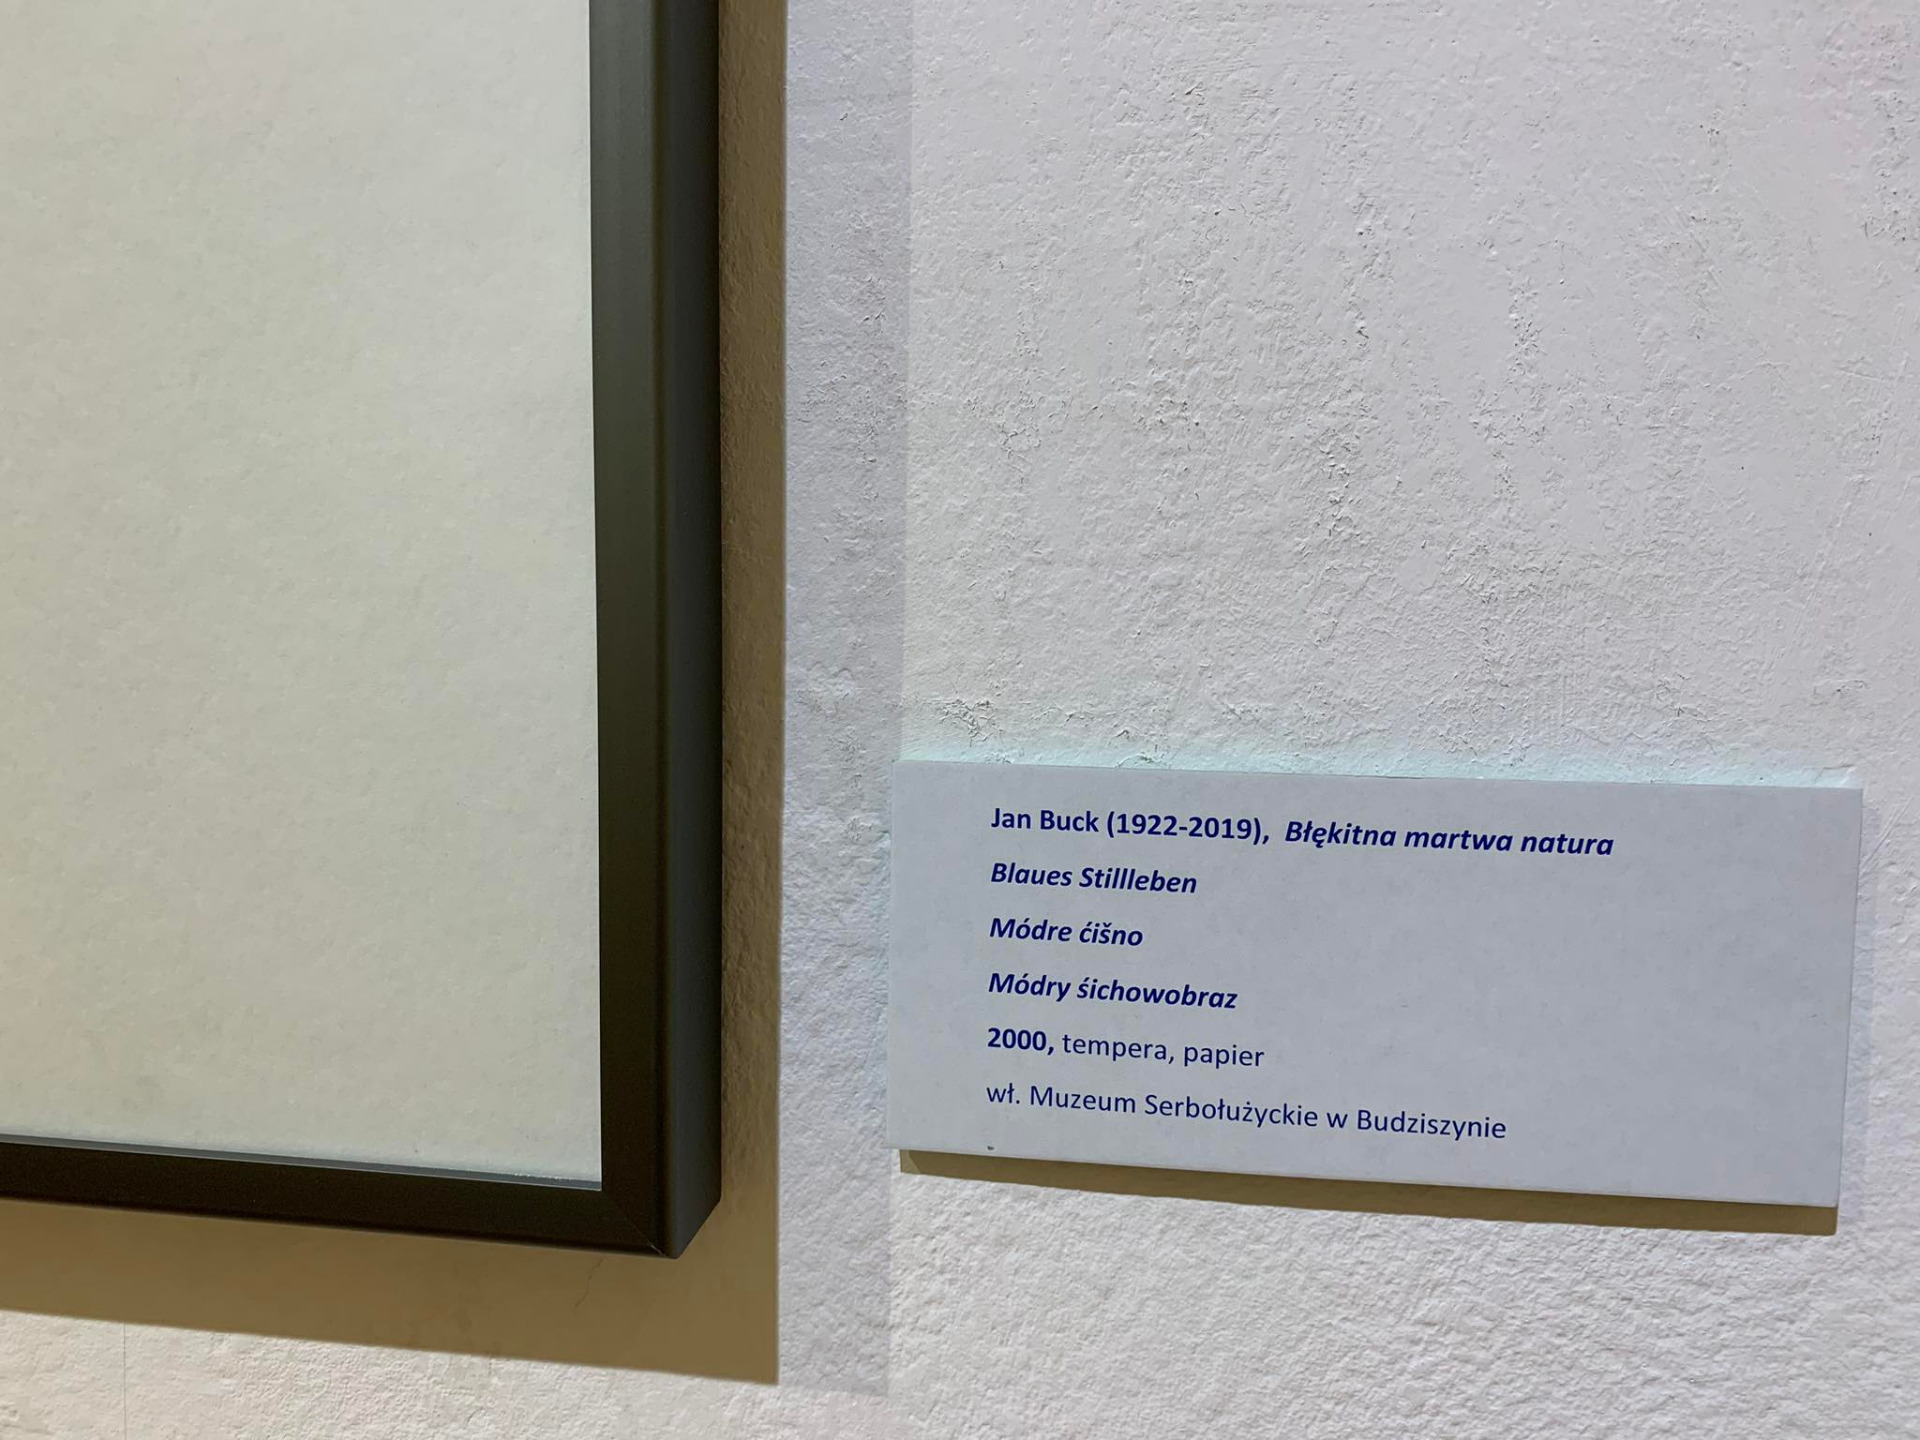 Jan Buck (1922-2019), Błękitna martwa natura
Blaues Stillleben
Módre ćišno
Módry śichowobraz
2000, tempera, papier
wł. Muzeum Serbołużyckie w Budziszynie